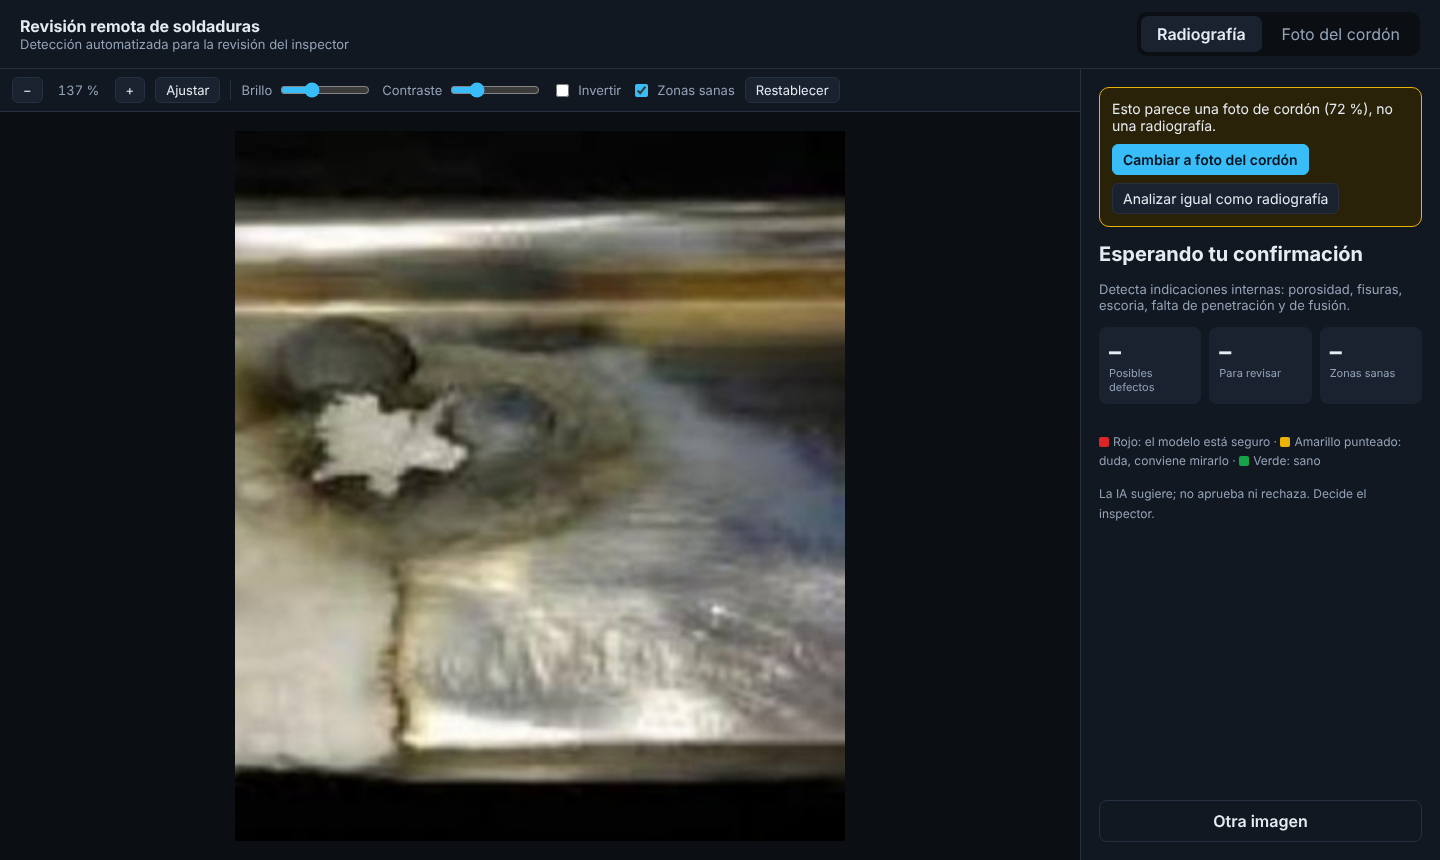 Revisión remota de soldaduras
Detección automatizada para la revisión del inspector
Radiografía
Foto del cordón
−
137 %
+
Ajustar
Brillo
Contraste
Invertir
Zonas sanas
Restablecer
Esto parece una foto de cordón (72 %), no
una radiografía.
Cambiar a foto del cordón
Analizar igual como radiografía
Esperando tu confirmación
Detecta indicaciones internas: porosidad, fisuras,
escoria, falta de penetración y de fusión.
–
Posibles
defectos
–
Para revisar
–
Zonas sanas
Rojo: el modelo está seguro · Amarillo punteado:
duda, conviene mirarlo · Verde: sano
La IA sugiere; no aprueba ni rechaza. Decide el
inspector.
Otra imagen